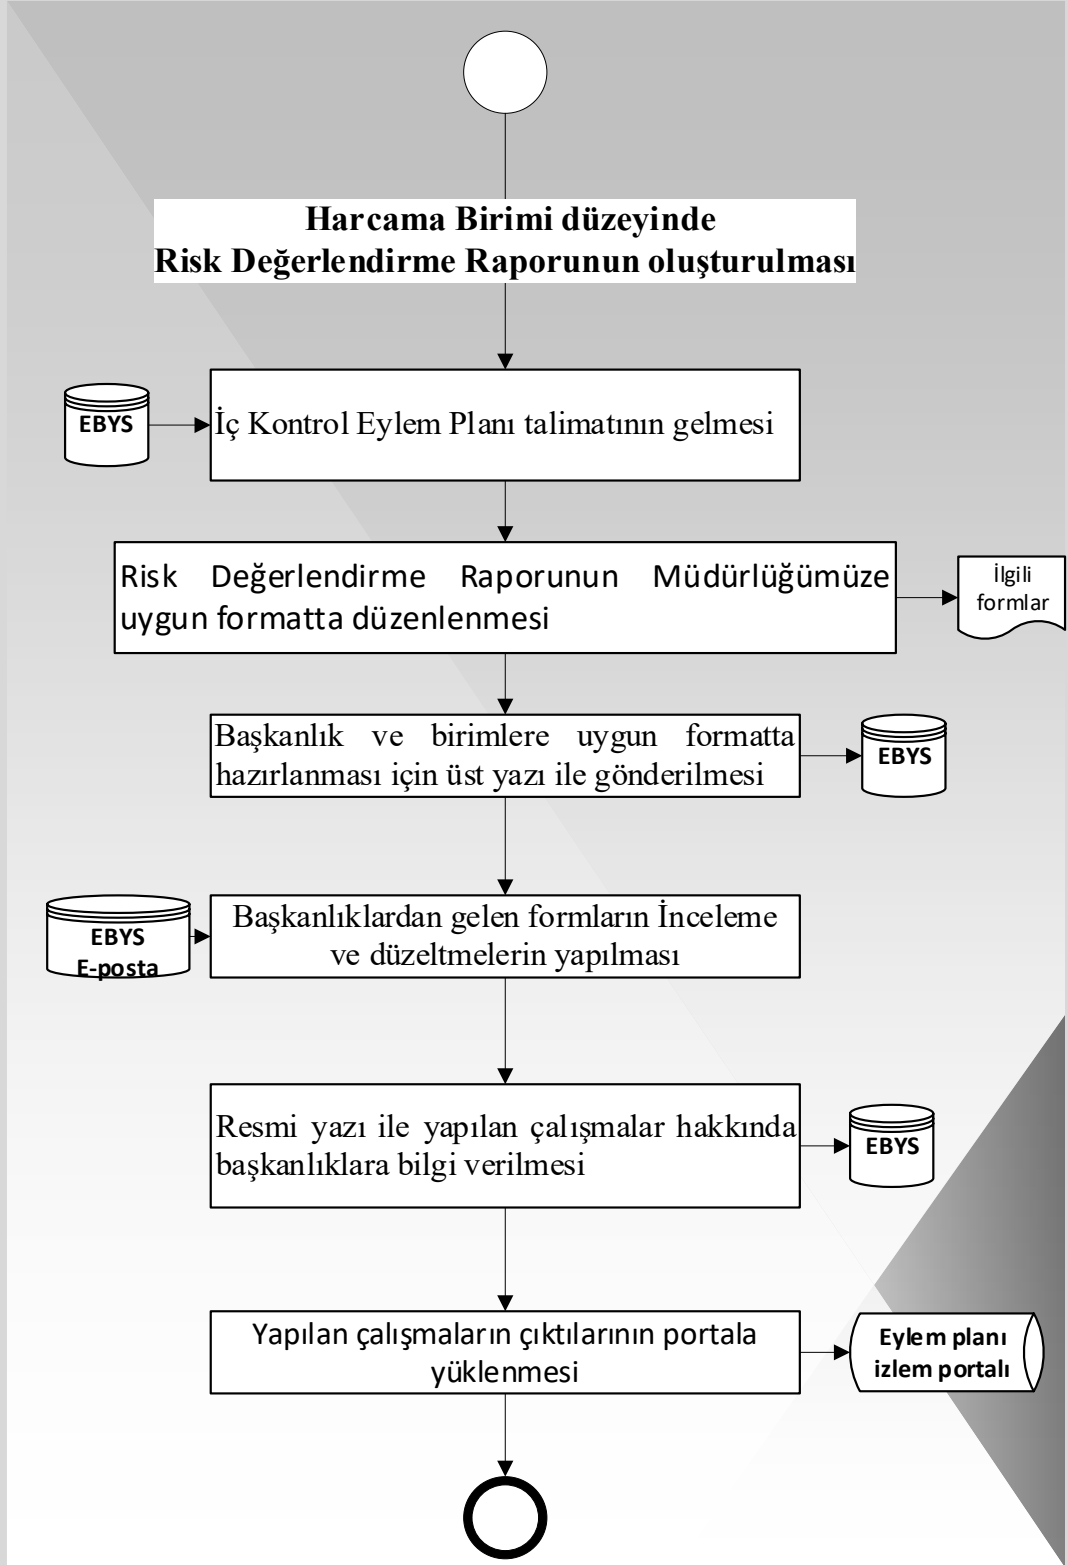 Harcama Birimi düzeyinde
Risk Değerlendirme Raporunun oluşturulması
EBYS
İç Kontrol Eylem Planı talimatının gelmesi
Risk Değerlendirme Raporunun Müdürlüğümüze
uygun formatta düzenlenmesi
İlgili
formlar
Başkanlık ve birimlere uygun formatta
hazırlanması için üst yazı ile gönderilmesi
EBYS
EBYS
E-posta
Başkanlıklardan gelen formların İnceleme
ve düzeltmelerin yapılması
Resmi yazı ile yapılan çalışmalar hakkında
başkanlıklara bilgi verilmesi
EBYS
Yapılan çalışmaların çıktılarının portala
yüklenmesi
Eylem planı
izlem portalı